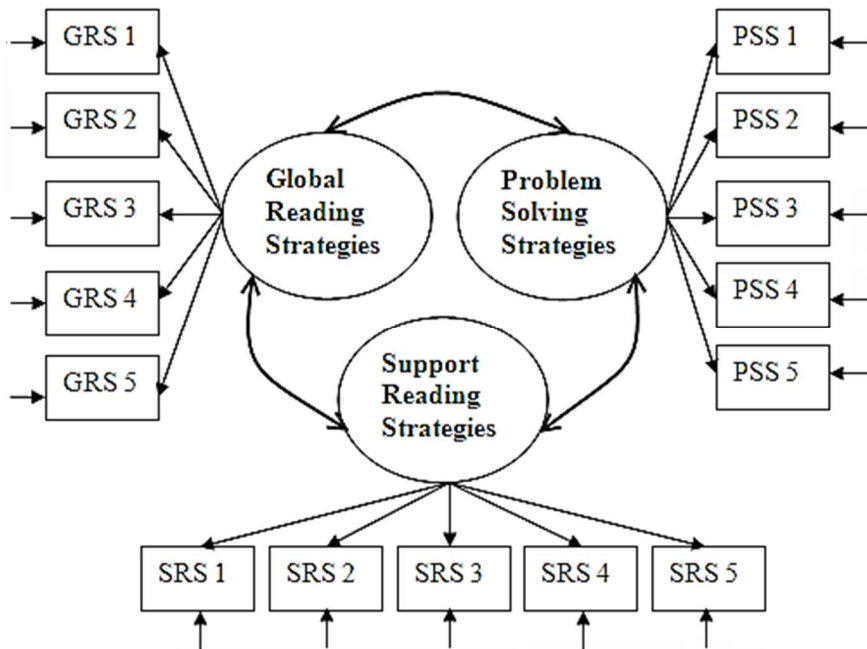 GRS 1
GRS 2
GRS 3
GRS 4
GRS 5
Global
Reading
Strategies
Problem
Solving
Strategies
Support
Reading
Strategies
PSS 1
PSS 2
PSS 3
PSS 4
PSS 5
SRS 1
SRS 2
SRS 3
SRS 4
SRS 5